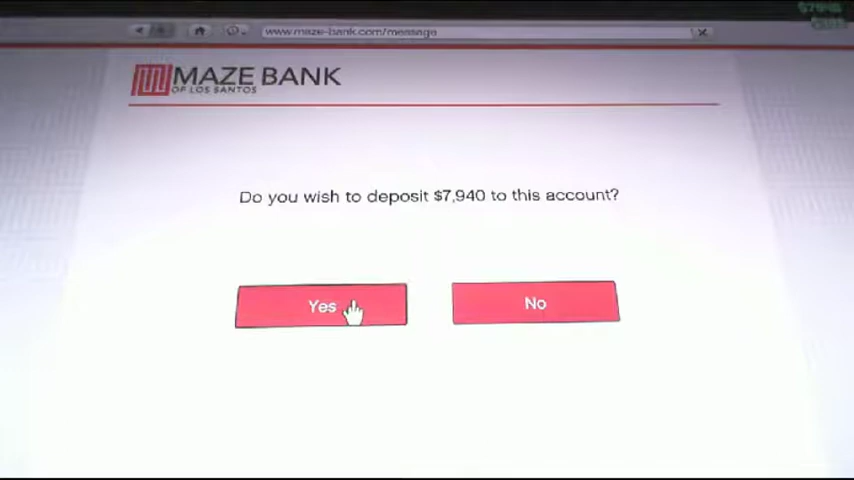 www.maze-bank.com/message
MAZE BANK
OF LOS SANTOS
Do you wish to deposit $7,940 to this account?
Yes
No